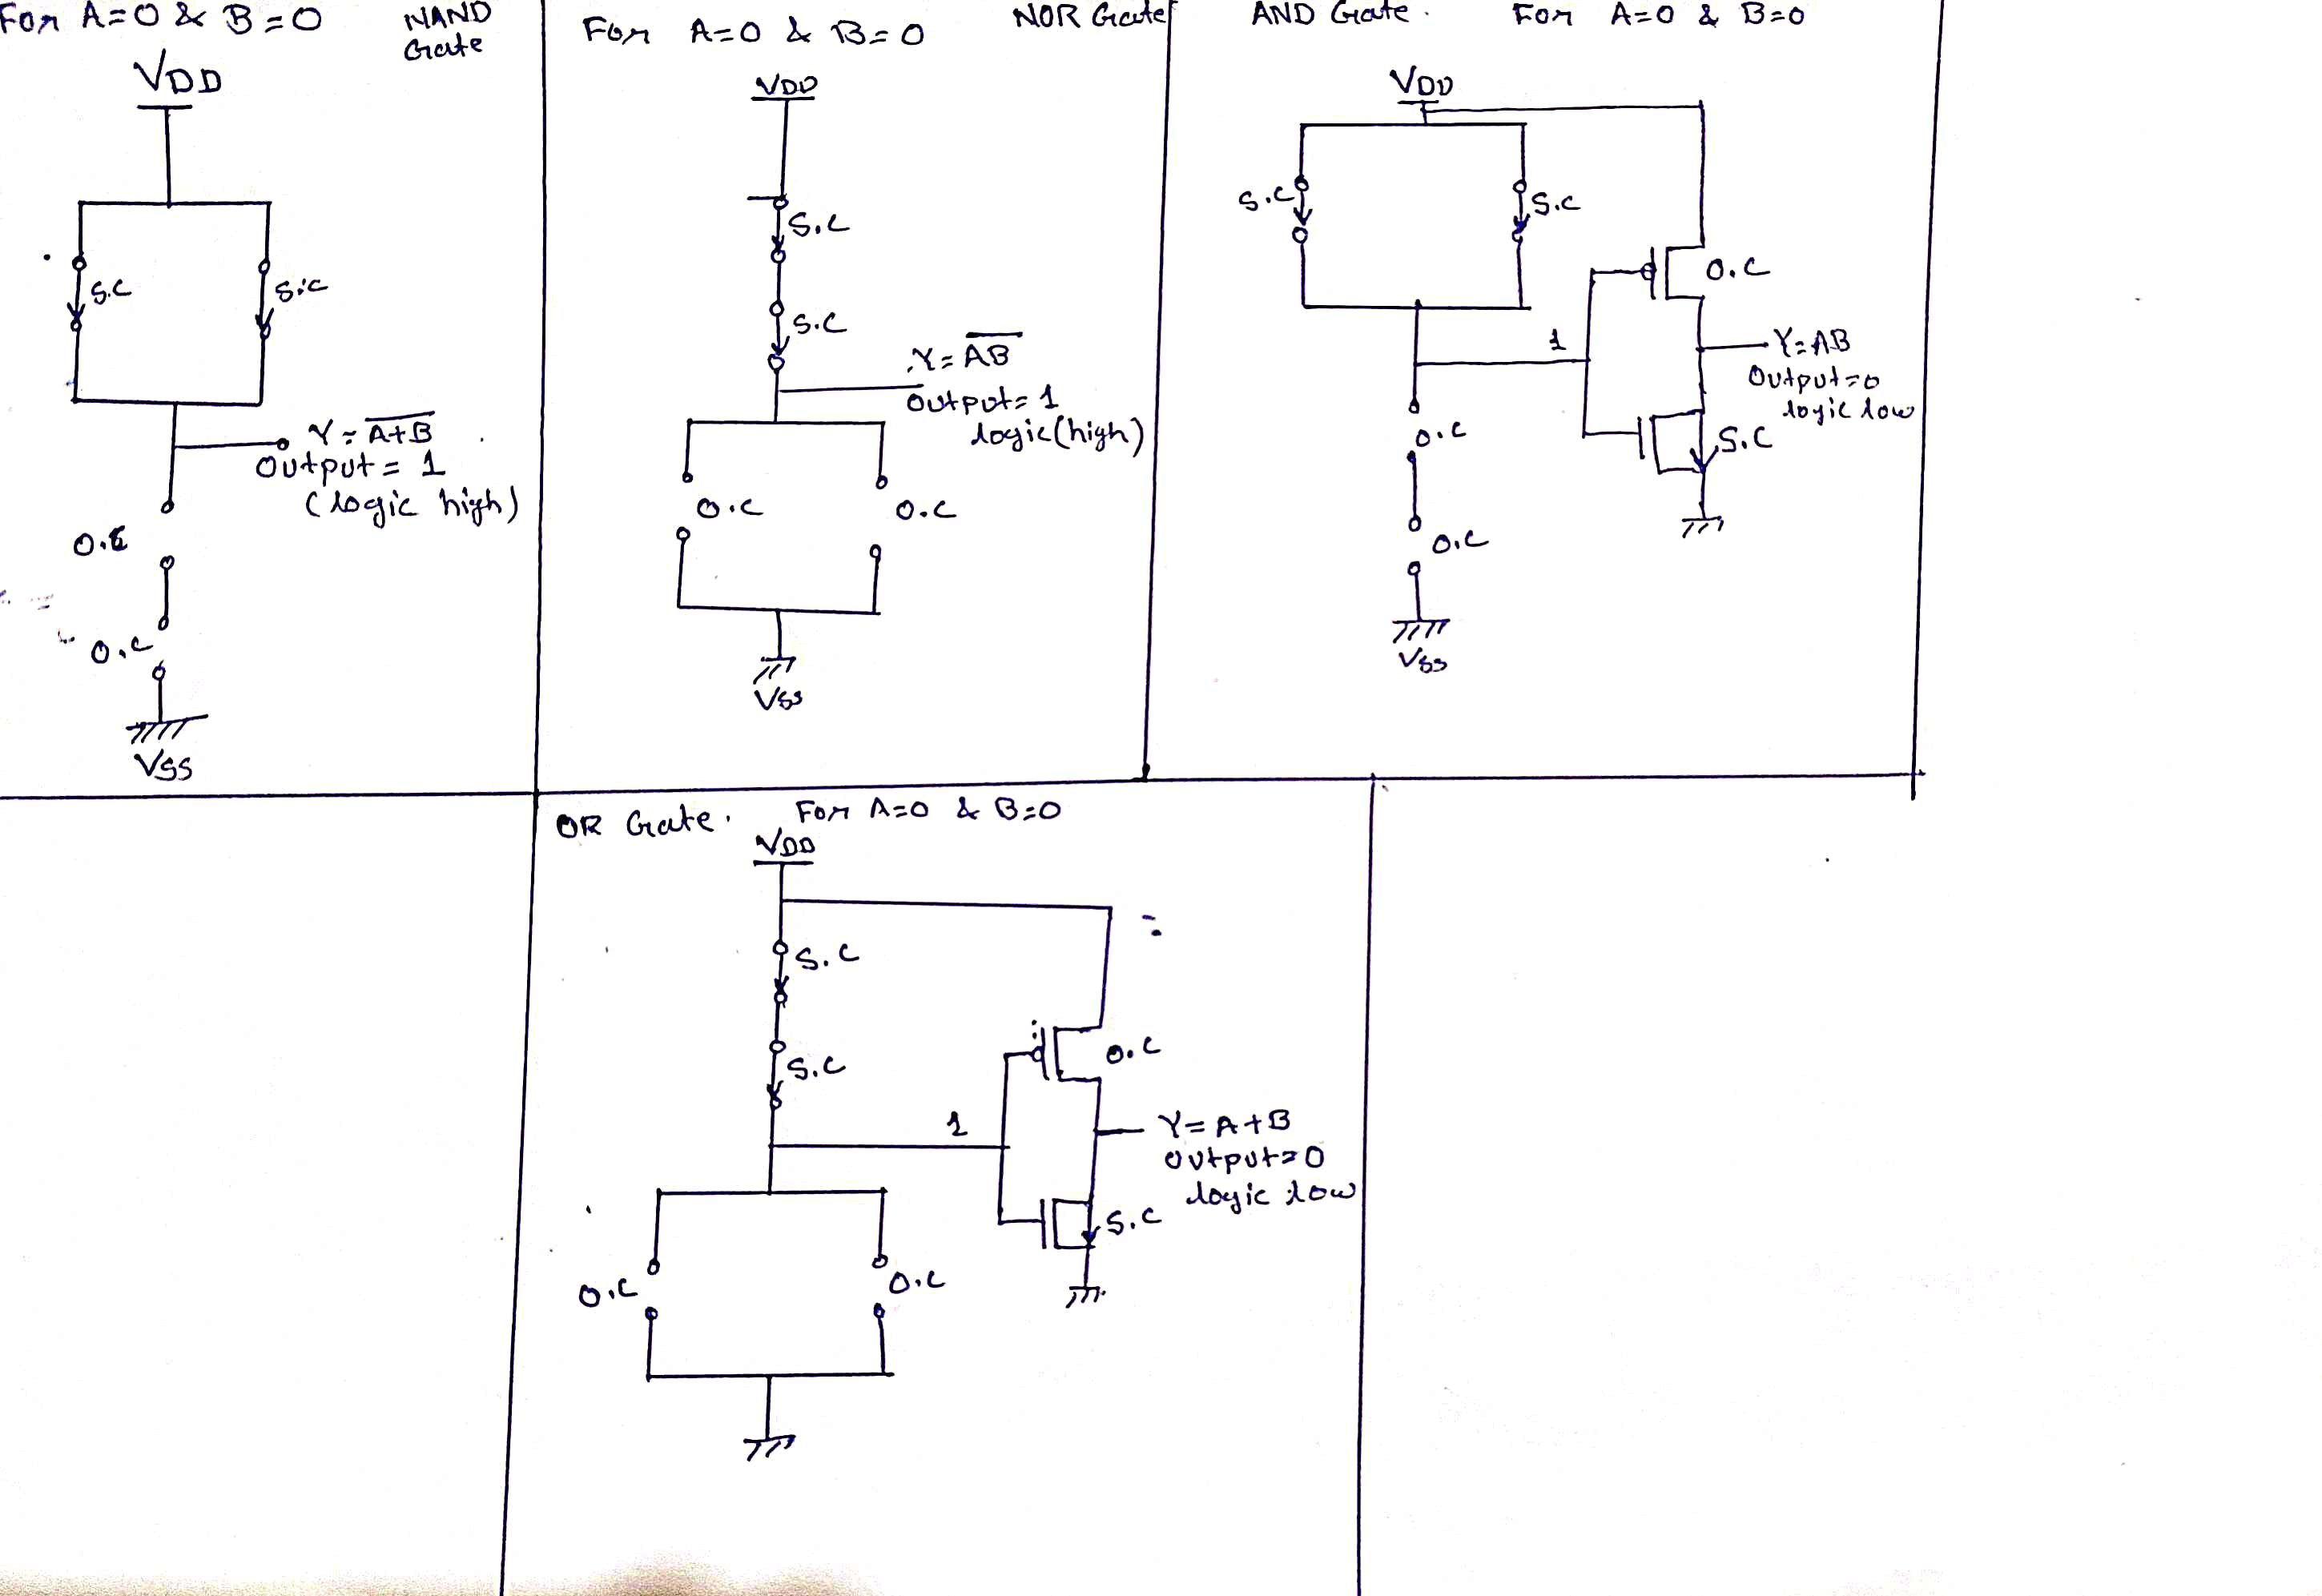 For A=0 & B=0 NAND
Gate
VDD
S.C
S.C
Y = A̅+̅B̅
Output = 1
(logic high)
O.C
O.C
VSS
For A=0 & B=0 NOR Gate
VDD
S.C
S.C
Y= A̅B̅
Output= 1
logic(high)
O.C O.C
VSS
AND Gate. For A=0 & B=0
VDD
S.C S.C
O.C
1
Y=AB
Output=0
logic low
O.C
S.C
O.C
VSS
OR Gate. For A=0 & B=0
VDD
S.C
O.C
S.C
1
Y= A+B
Output=0
logic low
S.C
O.C O.C